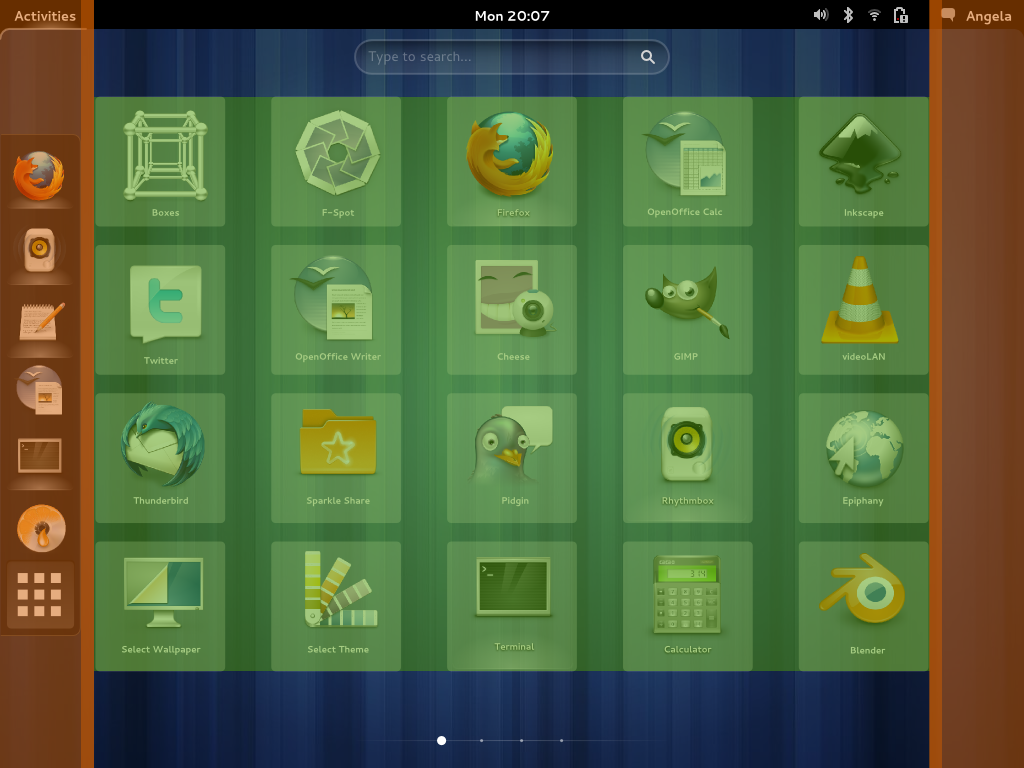 Activities
Mon 20:07
Angela
Type to search...
Boxes
F-Spot
Firefox
OpenOffice Calc
Inkscape
Twitter
OpenOffice Writer
Cheese
GIMP
videoLAN
Thunderbird
Sparkle Share
Pidgin
Rhythmbox
Epiphany
Select Wallpaper
Select Theme
Terminal
314
Calculator
Blender